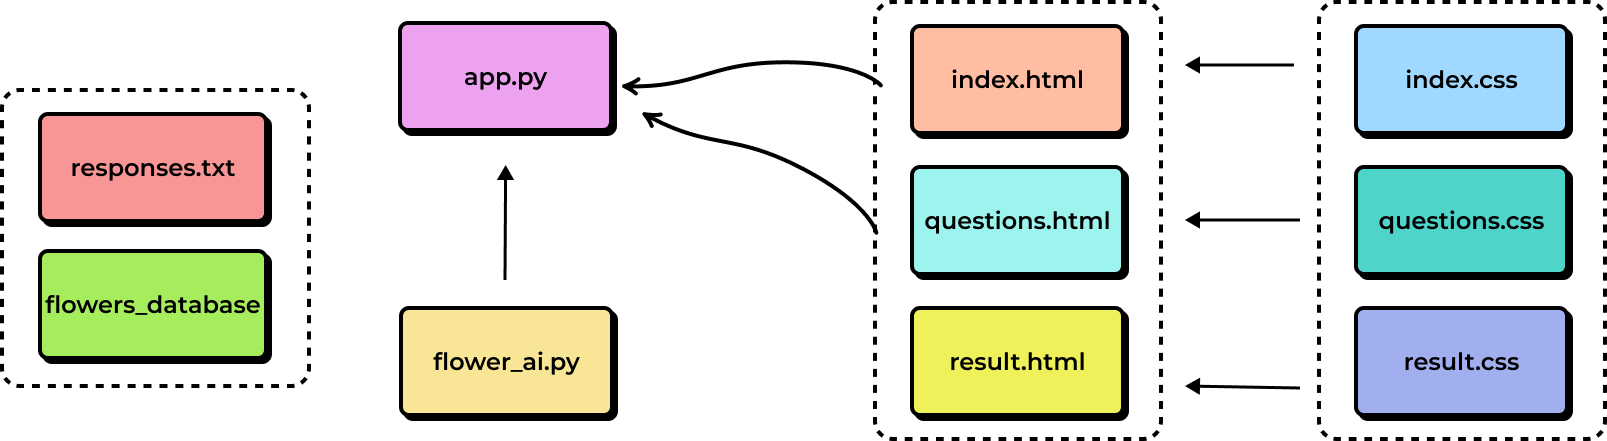 responses.txt
flowers_database
app.py
flower_ai.py
index.html
questions.html
result.html
index.css
questions.css
result.css